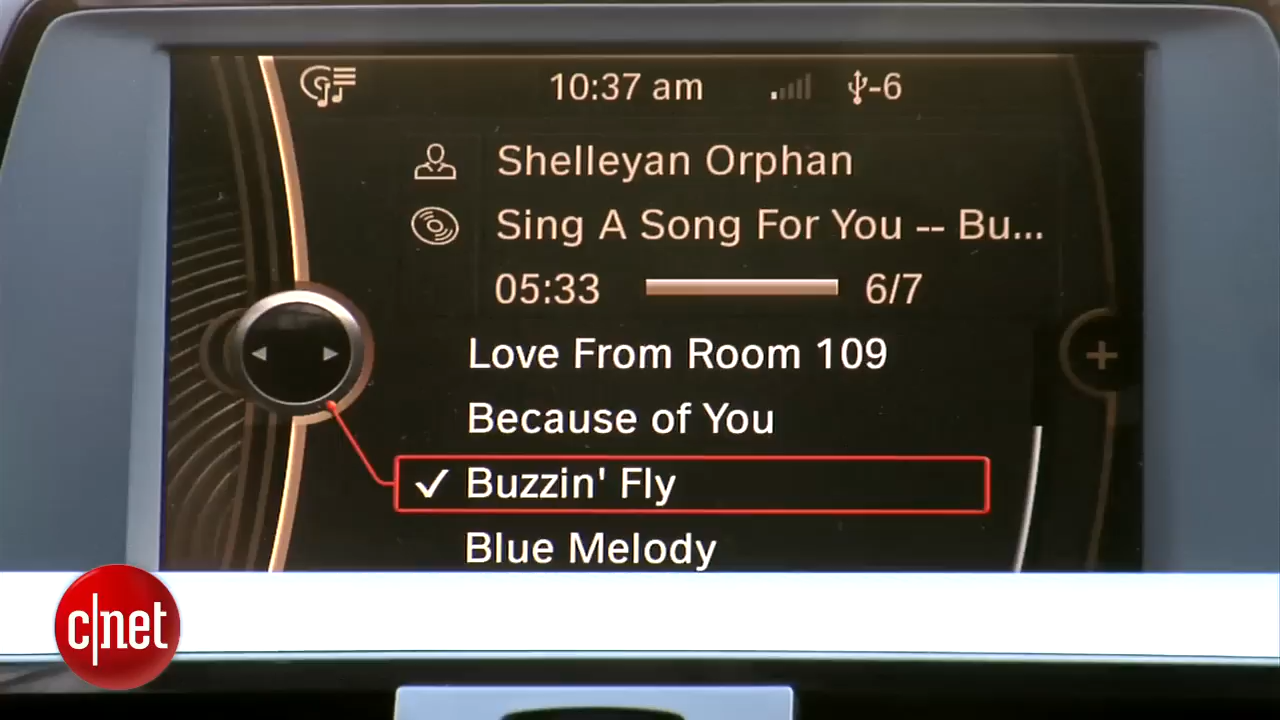 10:37 am
-6
Shelleyan Orphan
Sing A Song For You -- Bu...
05:33 6/7
Love From Room 109
Because of You
✓ Buzzin' Fly
Blue Melody
c|net